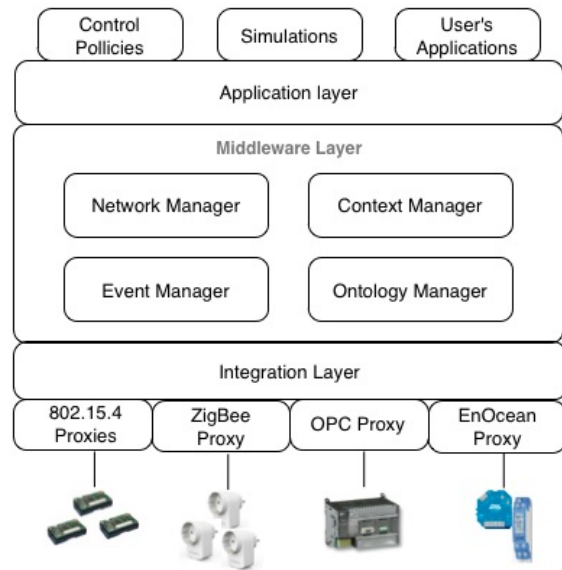 Control
Pollicies
Simulations
User's
Applications
Application layer
Middleware Layer
Network Manager
Context Manager
Event Manager
Ontology Manager
Integration Layer
802.15.4
Proxies
ZigBee
Proxy
OPC Proxy
EnOcean
Proxy